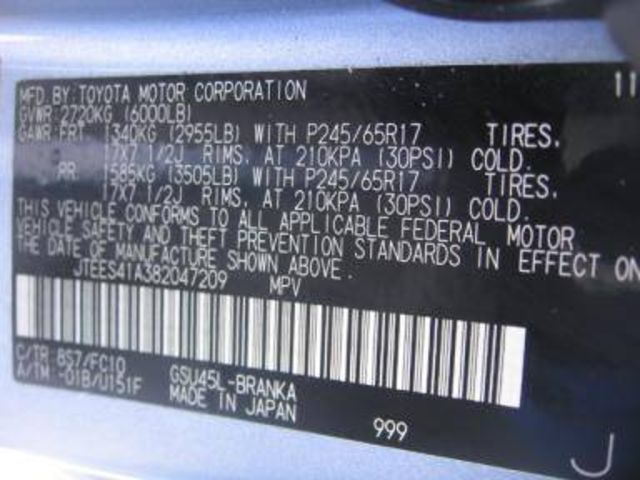 MFD. BY TOYOTA MOTOR CORPORATION 11
GVWR 2720KG (6000LB)
GAWR FRT 1340KG (2955LB) WITH P245/65R17 TIRES,
17X7 1/2J RIMS, AT 210KPA (30PSI) COLD.
RR 1585KG (3505LB) WITH P245/65R17 TIRES,
17X7 1/2J RIMS, AT 210KPA (30PSI) COLD.
THIS VEHICLE CONFORMS TO ALL APPLICABLE FEDERAL MOTOR
VEHICLE SAFETY AND THEFT PREVENTION STANDARDS IN EFFECT ON
THE DATE OF MANUFACTURE SHOWN ABOVE.
JTEES41A382047209 MPV
C/TR 8S7/FC10 GSU45L-BRANKA
A/TM -01B/U151F MADE IN JAPAN
999
J